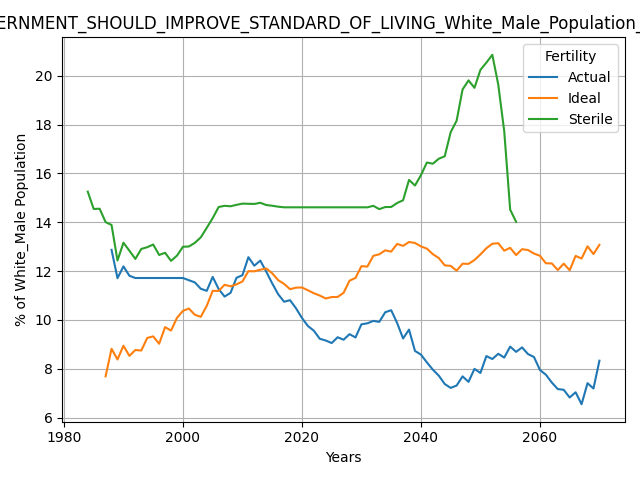 ERNMENT_SHOULD_IMPROVE_STANDARD_OF_LIVING_White_Male_Population_
Fertility
Actual
Ideal
Sterile
% of White_Male Population
20
18
16
14
12
10
8
6
1980
2000
2020
2040
2060
Years